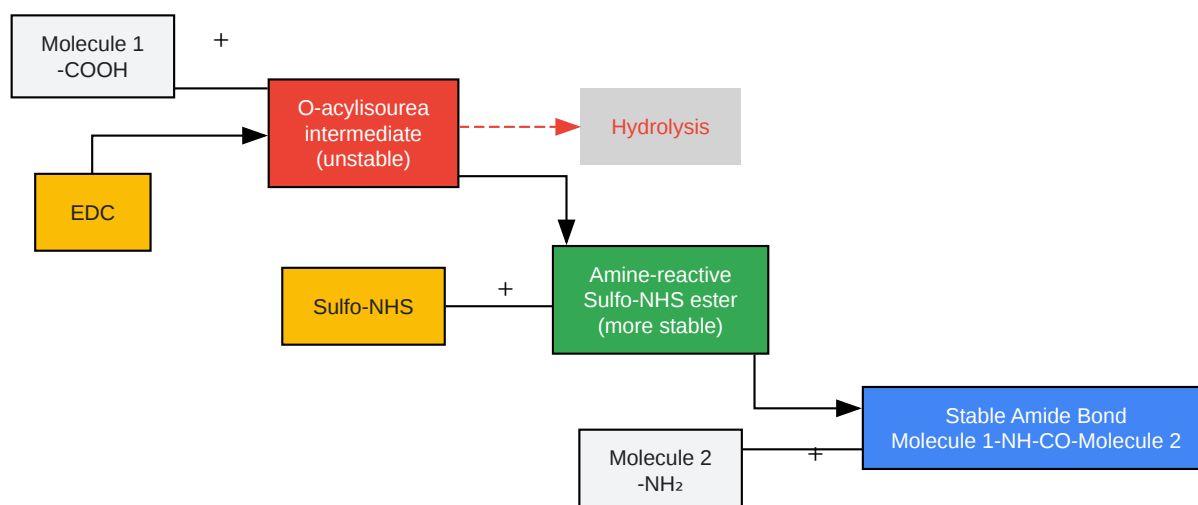 Molecule 1
-COOH
+
O-acylisourea
intermediate
(unstable)
Hydrolysis
EDC
Sulfo-NHS
+
Amine-reactive
Sulfo-NHS ester
(more stable)
Stable Amide Bond
Molecule 1-NH-CO-Molecule 2
Molecule 2
-NH₂
+